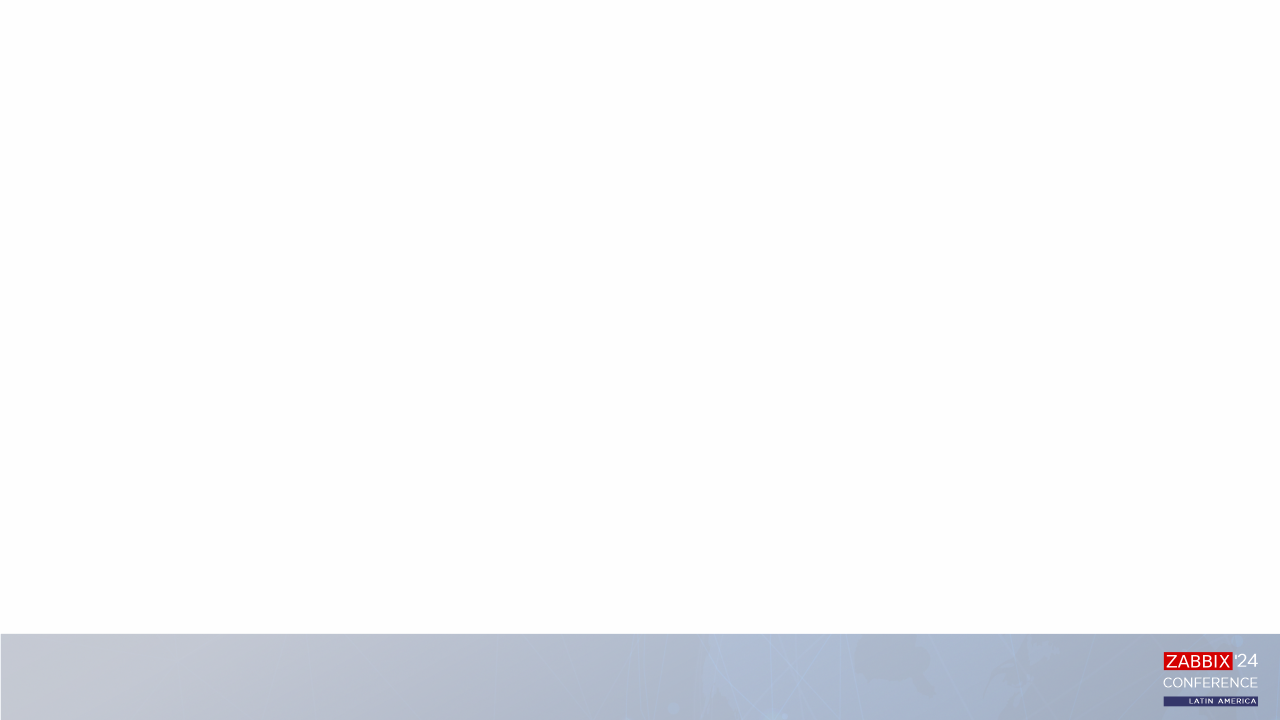 ZABBIX '24
CONFERENCE
LATIN AMERICA